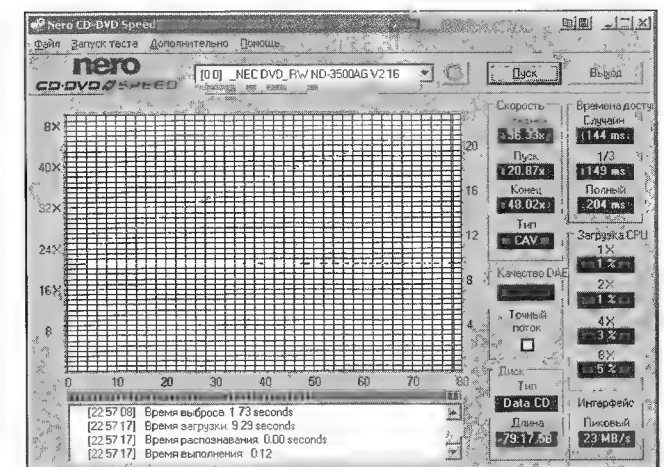 Nero CD-DVD Speed
Файл Запуск теста Дополнительно Помощь
nero
CD·DVD SPEED
[0:0] _NEC DVD_RW ND-3500AG V2.16
Пуск
Выход
8X
40X
32X
24X
16X
8
20
16
12
8
4
0 10 20 30 40 50 60 70 80
Скорость
36.33x
Пуск
20.87x
Конец
48.02x
Тип
CAV
Качество DAE
Точный
поток
Диск
Тип
Data CD
Длина
79:17.58
Времена досту
Случайн
144 ms
1/3
149 ms
Полный
204 ms
Загрузка CPU
1X
1 %
2X
1 %
4X
3 %
8X
5 %
Интерфейс
Пиковый
23 MB/s
[22:57:08] Время выброса: 1.73 seconds
[22:57:17] Время загрузки: 9.29 seconds
[22:57:17] Время распознавания: 0.00 seconds
[22:57:17] Время выполнения: 0:12